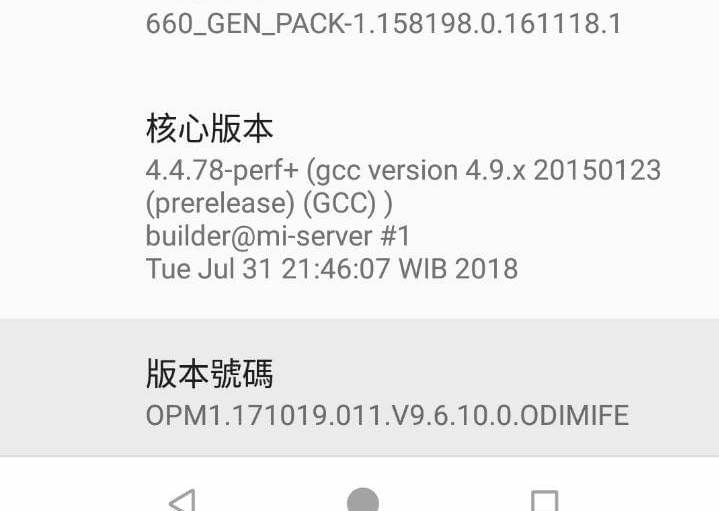 660_GEN_PACK-1.158198.0.161118.1
核心版本
4.4.78-perf+ (gcc version 4.9.x 20150123
(prerelease) (GCC) )
builder@mi-server #1
Tue Jul 31 21:46:07 WIB 2018
版本號碼
OPM1.171019.011.V9.6.10.0.ODIMIFE